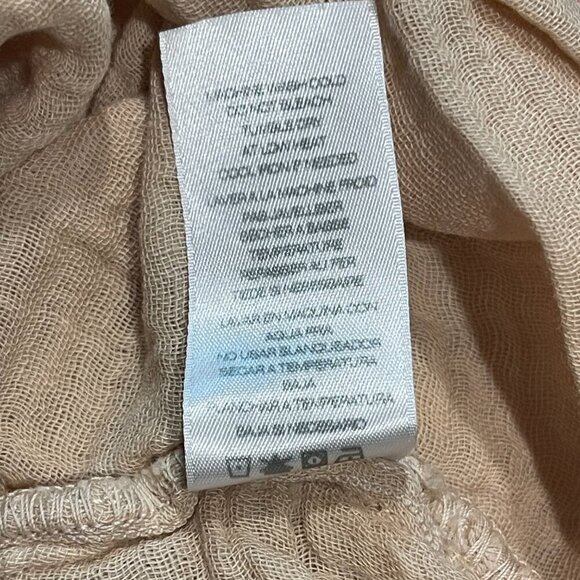 MACHINE WASH COLD
DO NOT BLEACH
TUMBLE DRY
AT LOW HEAT
COOL IRON IF NEEDED
LAVER A LA MACHINE FROID
PAS JAVELLISER
SECHER A BASSE
TEMPERATURE
REPASSER AU FER
TIEDE SI NESSESAIRE
LAVAR EN MAQUINA CON
AGUA FRIA
NO USAR BLANQUEADOR
SECAR A TEMPERATURA
BAJA
PLANCHAR A TEMPERATURA
BAJA SI NECESARIO